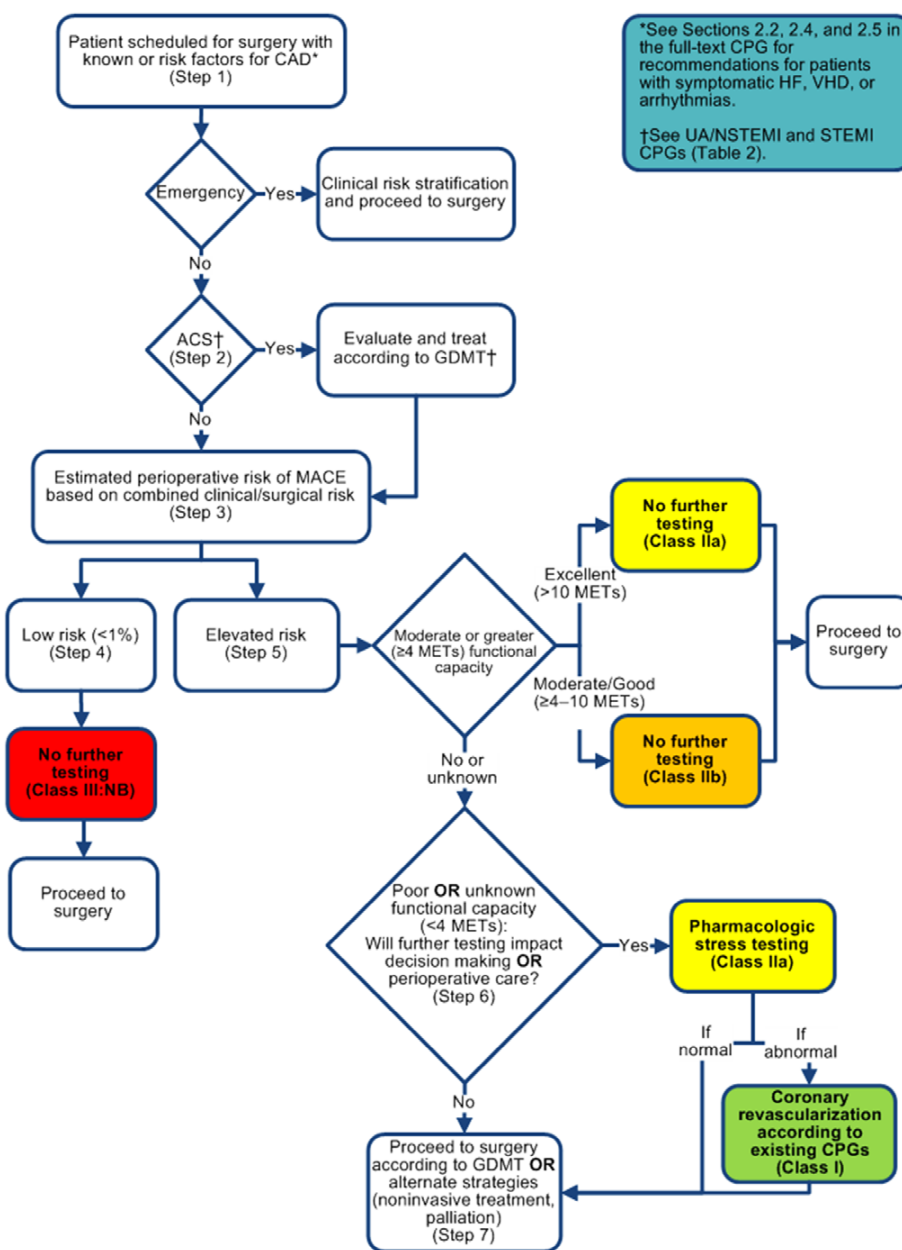 Patient scheduled for surgery with
known or risk factors for CAD*
(Step 1)
*See Sections 2.2, 2.4, and 2.5 in
the full-text CPG for
recommendations for patients
with symptomatic HF, VHD, or
arrhythmias.
†See UA/NSTEMI and STEMI
CPGs (Table 2).
Emergency
Yes
Clinical risk stratification
and proceed to surgery
No
ACS†
(Step 2)
Yes
Evaluate and treat
according to GDMT†
No
Estimated perioperative risk of MACE
based on combined clinical/surgical risk
(Step 3)
Low risk (<1%)
(Step 4)
Elevated risk
(Step 5)
Moderate or greater
(≥4 METs) functional
capacity
Excellent
(>10 METs)
No further
testing
(Class IIa)
Moderate/Good
(≥4–10 METs)
No further
testing
(Class IIb)
Proceed to
surgery
No further
testing
(Class III:NB)
Proceed to
surgery
No or
unknown
Poor OR unknown
functional capacity
(<4 METs):
Will further testing impact
decision making OR
perioperative care?
(Step 6)
Yes
Pharmacologic
stress testing
(Class IIa)
If
normal
If
abnormal
Coronary
revascularization
according to
existing CPGs
(Class I)
No
Proceed to surgery
according to GDMT OR
alternate strategies
(noninvasive treatment,
palliation)
(Step 7)